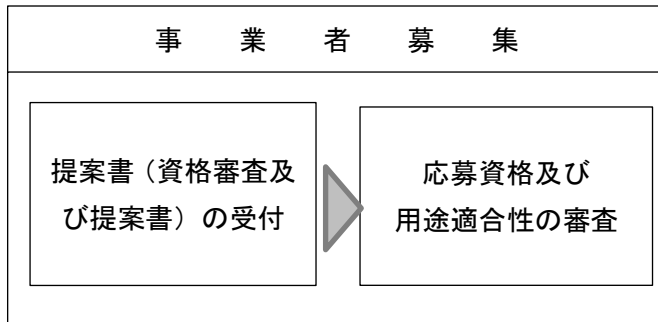 事業者募集
提案書（資格審査及
び提案書）の受付
応募資格及び
用途適合性の審査